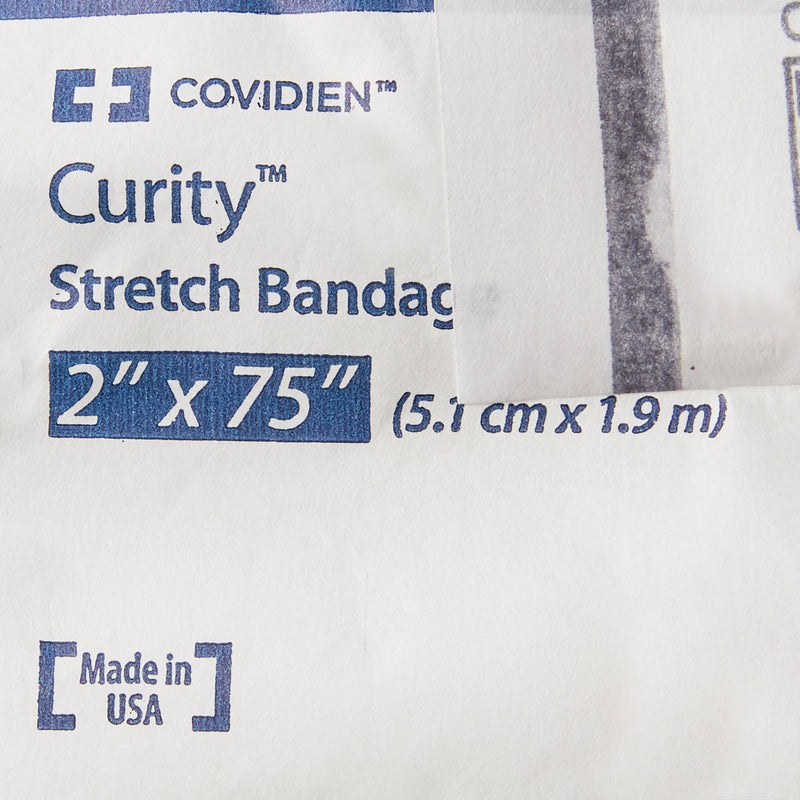 COVIDIEN™
Curity™
Stretch Bandag
2" x 75" (5.1 cm x 1.9 m)
Made in
USA